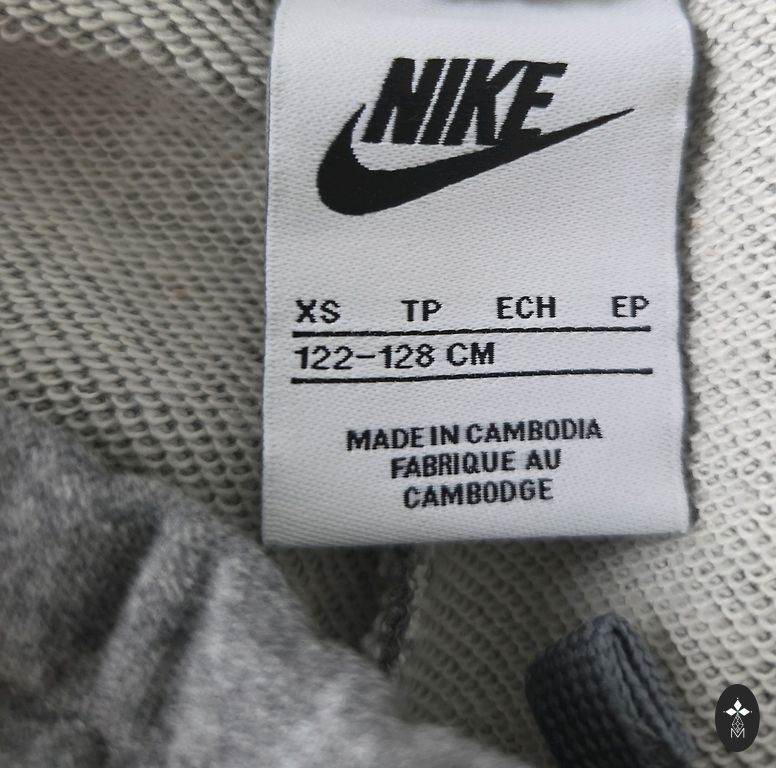 NIKE
XS TP ECH EP
122-128 CM
MADE IN CAMBODIA
FABRIQUE AU
CAMBODGE
M